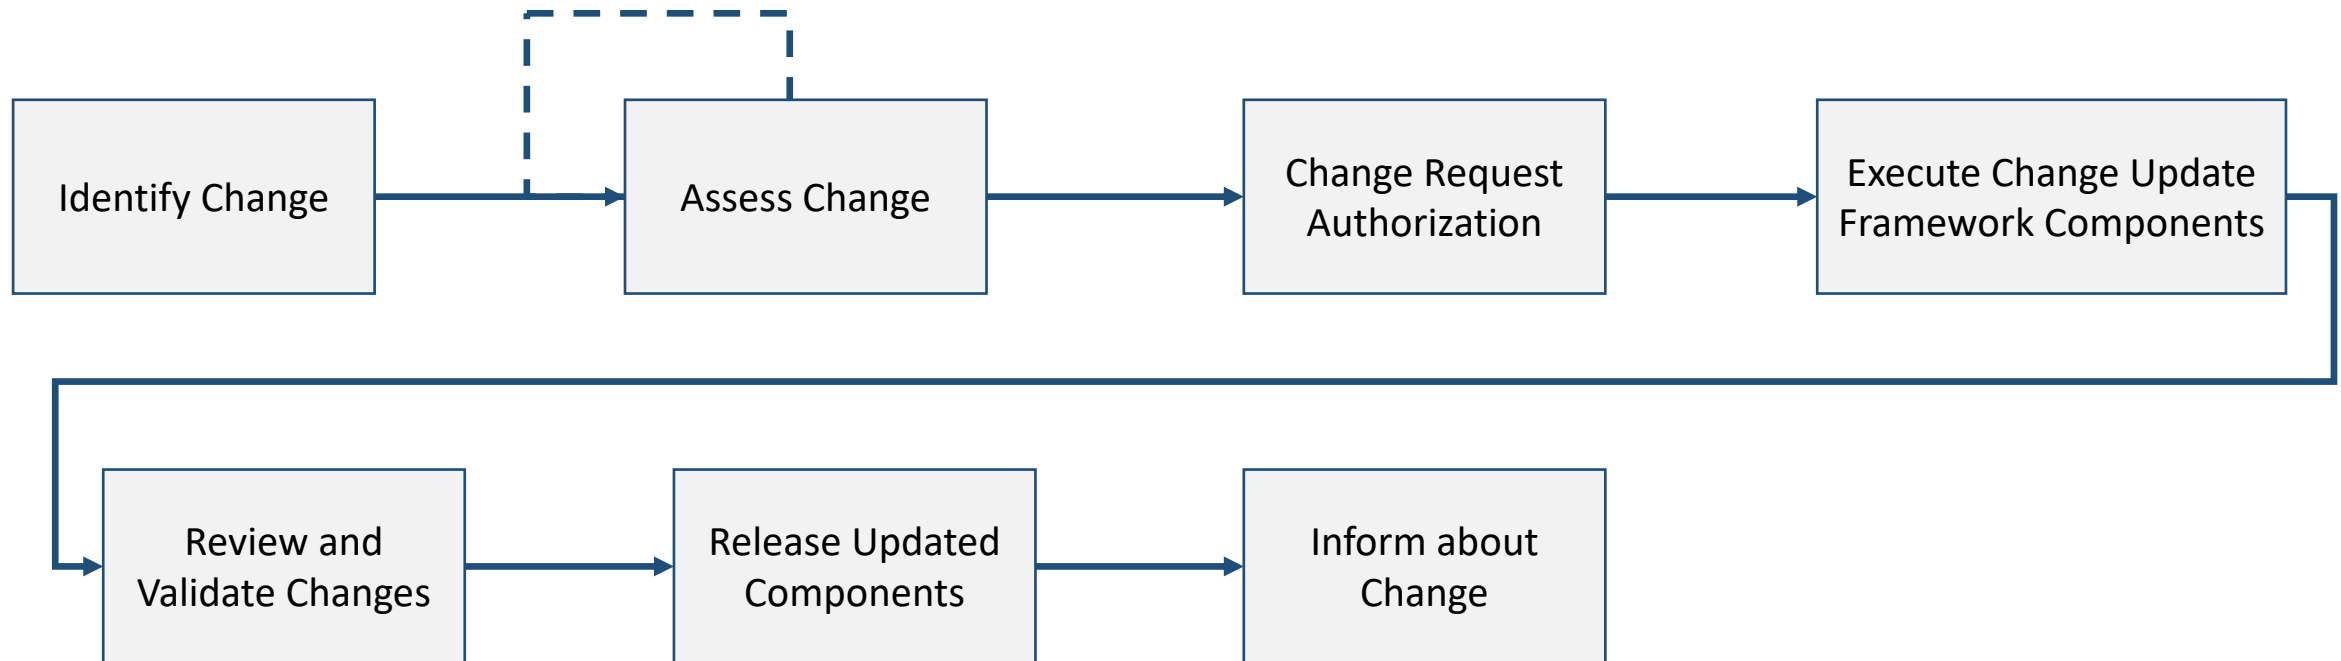 Identify Change
Assess Change
Change Request
Authorization
Execute Change Update
Framework Components
Review and
Validate Changes
Release Updated
Components
Inform about
Change